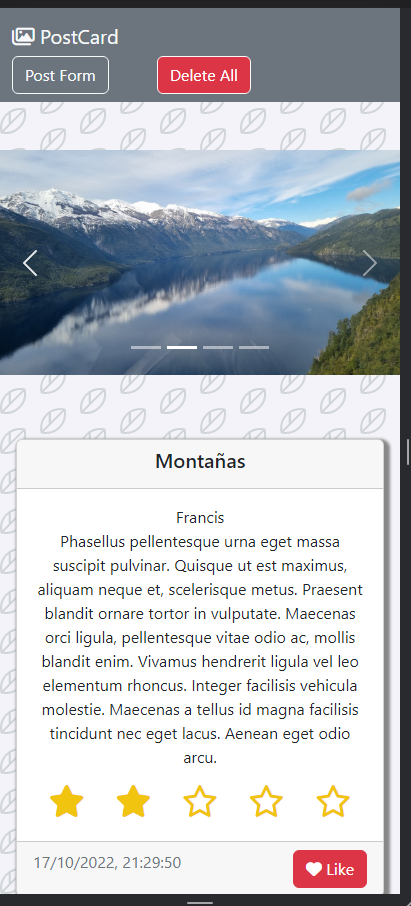 PostCard
Post Form
Delete All
Montañas
Francis
Phasellus pellentesque urna eget massa
suscipit pulvinar. Quisque ut est maximus,
aliquam neque et, scelerisque metus. Praesent
blandit ornare tortor in vulputate. Maecenas
orci ligula, pellentesque vitae odio ac, mollis
blandit enim. Vivamus hendrerit ligula vel leo
elementum rhoncus. Integer facilisis vehicula
molestie. Maecenas a tellus id magna facilisis
tincidunt nec eget lacus. Aenean eget odio
arcu.
17/10/2022, 21:29:50
Like